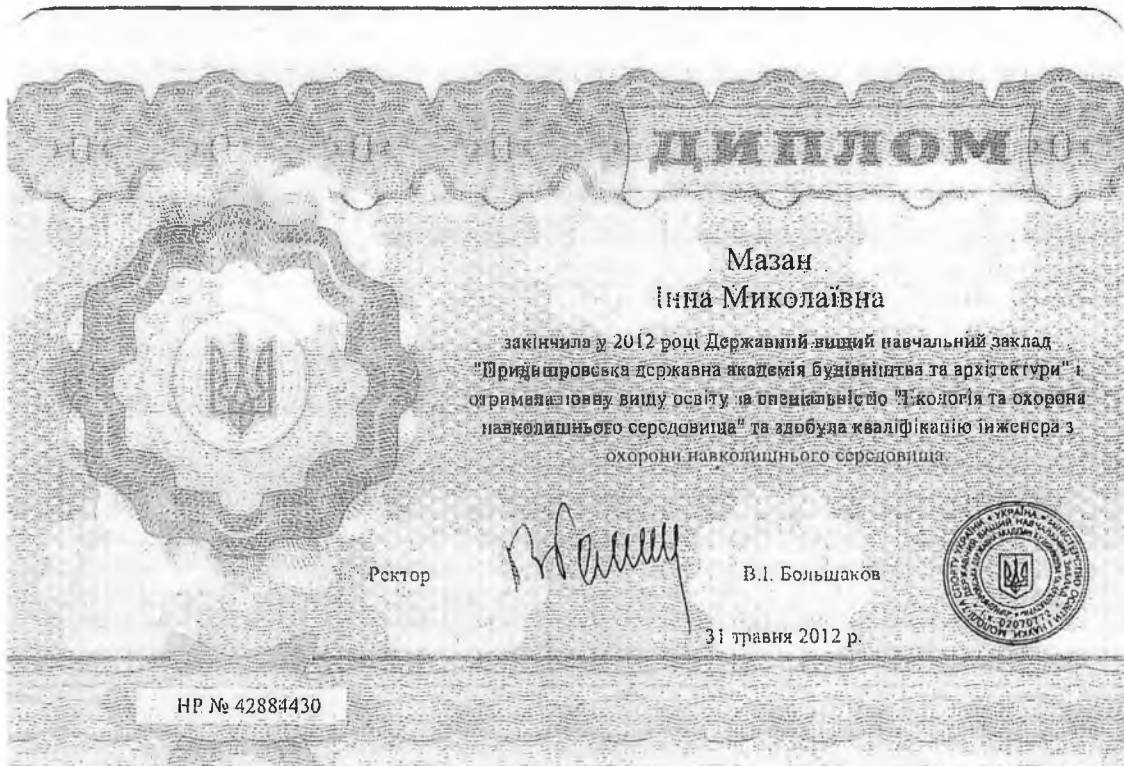 ДИПЛОМ
Мазан
Інна Миколаївна
закінчила у 2012 році Державний вищий навчальний заклад
"Придніпровська державна академія будівництва та архітектури" і
отримала повну вищу освіту за спеціальністю "Екологія та охорона
навколишнього середовища" та здобула кваліфікацію інженера з
охорони навколишнього середовища.
Ректор
В.І. Большаков
31 травня 2012 р.
НР № 42884430